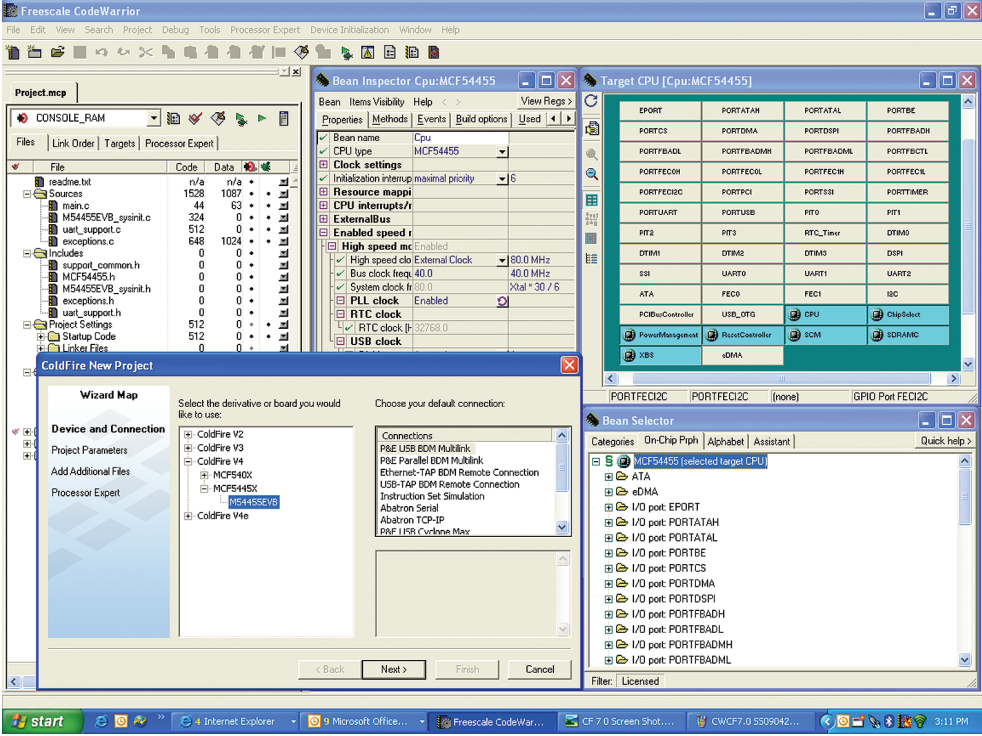 Freescale CodeWarrior
File Edit View Search Project Debug Tools Processor Expert Device Initialization Window Help
Project.mcp
CONSOLE_RAM
Files Link Order Targets Processor Expert
File Code Data
readme.txt n/a n/a
Sources 1528 1087
main.c 44 63
M54455EVB_sysinit.c 324 0
uart_support.c 512 0
exceptions.c 648 1024
Includes 0 0
support_common.h 0 0
MCF54455.h 0 0
M54455EVB_sysinit.h 0 0
exceptions.h 0 0
uart_support.h 0 0
Project Settings 512 0
Startup Code 512 0
Linker Files 0 0
Bean Inspector Cpu:MCF54455
Bean Items Visibility Help < > View Regs >
Properties Methods Events Build options Used
Bean name Cpu
CPU type MCF54455
Clock settings
Initialization interrup maximal priority 6
Resource mappi
CPU interrupts/r
ExternalBus
Enabled speed r
High speed mc Enabled
High speed clo External Clock 80.0 MHz
Bus clock frequ 40.0 40.0 MHz
System clock fr 80.0 Xtal * 30 / 6
PLL clock Enabled
RTC clock
RTC clock [H 32768.0
USB clock
Target CPU [Cpu:MCF54455]
EPORT PORTATAH PORTATAL PORTBE
PORTCS PORTDMA PORTDSPI PORTFBADH
PORTFBADL PORTFBADMH PORTFBADML PORTFBCTL
PORTFEC0H PORTFEC0L PORTFEC1H PORTFEC1L
PORTFECI2C PORTPCI PORTSSI PORTTIMER
PORTUART PORTUSB PIT0 PIT1
PIT2 PIT3 RTC_Timer DTIM0
DTIM1 DTIM2 DTIM3 DSPI
SSI UART0 UART1 UART2
ATA FEC0 FEC1 I2C
PCIBusController USB_OTG CPU ChipSelect
PowerManagement ResetController SCM SDRAMC
XBS eDMA
PORTFECI2C PORTFECI2C (none) GPIO Port FECI2C
ColdFire New Project
Wizard Map
Device and Connection
Project Parameters
Add Additional Files
Processor Expert
Select the derivative or board you would
like to use:
ColdFire V2
ColdFire V3
ColdFire V4
MCF540X
MCF5445X
M54455EVB
ColdFire V4e
Choose your default connection:
Connections
P&E USB BDM Multilink
P&E Parallel BDM Multilink
Ethernet-TAP BDM Remote Connection
USB-TAP BDM Remote Connection
Instruction Set Simulation
Abatron Serial
Abatron TCP-IP
P&E USB Cyclone Max
< Back Next > Finish Cancel
Bean Selector
Categories On-Chip Prph Alphabet Assistant Quick help >
MCF54455 (selected target CPU)
ATA
eDMA
I/O port: EPORT
I/O port: PORTATAH
I/O port: PORTATAL
I/O port: PORTBE
I/O port: PORTCS
I/O port: PORTDMA
I/O port: PORTDSPI
I/O port: PORTFBADH
I/O port: PORTFBADL
I/O port: PORTFBADMH
I/O port: PORTFBADML
Filter: Licensed
start » 4 Internet Explorer 9 Microsoft Office... Freescale CodeWar... CF 7 0 Screen Shot.... CWCF7.0 SS09042... 3:11 PM